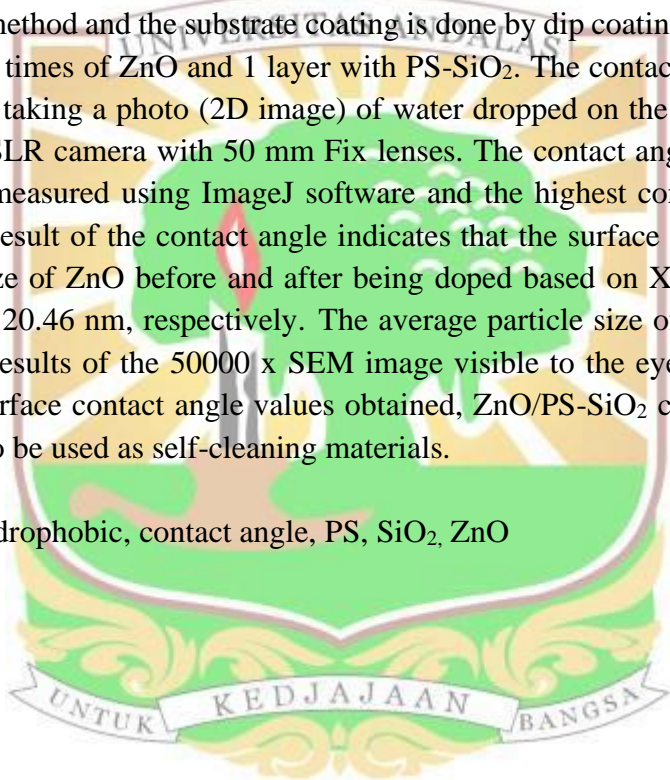 method and the substrate coating is done by dip coatin
UNIVERSITAS ANDALAS
times of ZnO and 1 layer with PS-SiO₂. The contac
taking a photo (2D image) of water dropped on the
SLR camera with 50 mm Fix lenses. The contact ang
measured using ImageJ software and the highest cor
esult of the contact angle indicates that the surface
ze of ZnO before and after being doped based on X
20.46 nm, respectively. The average particle size o
esults of the 50000 x SEM image visible to the eye
rface contact angle values obtained, ZnO/PS-SiO₂ c
o be used as self-cleaning materials.
drophobic, contact angle, PS, SiO₂, ZnO
UNTUK KEDJAJAAN BANGSA